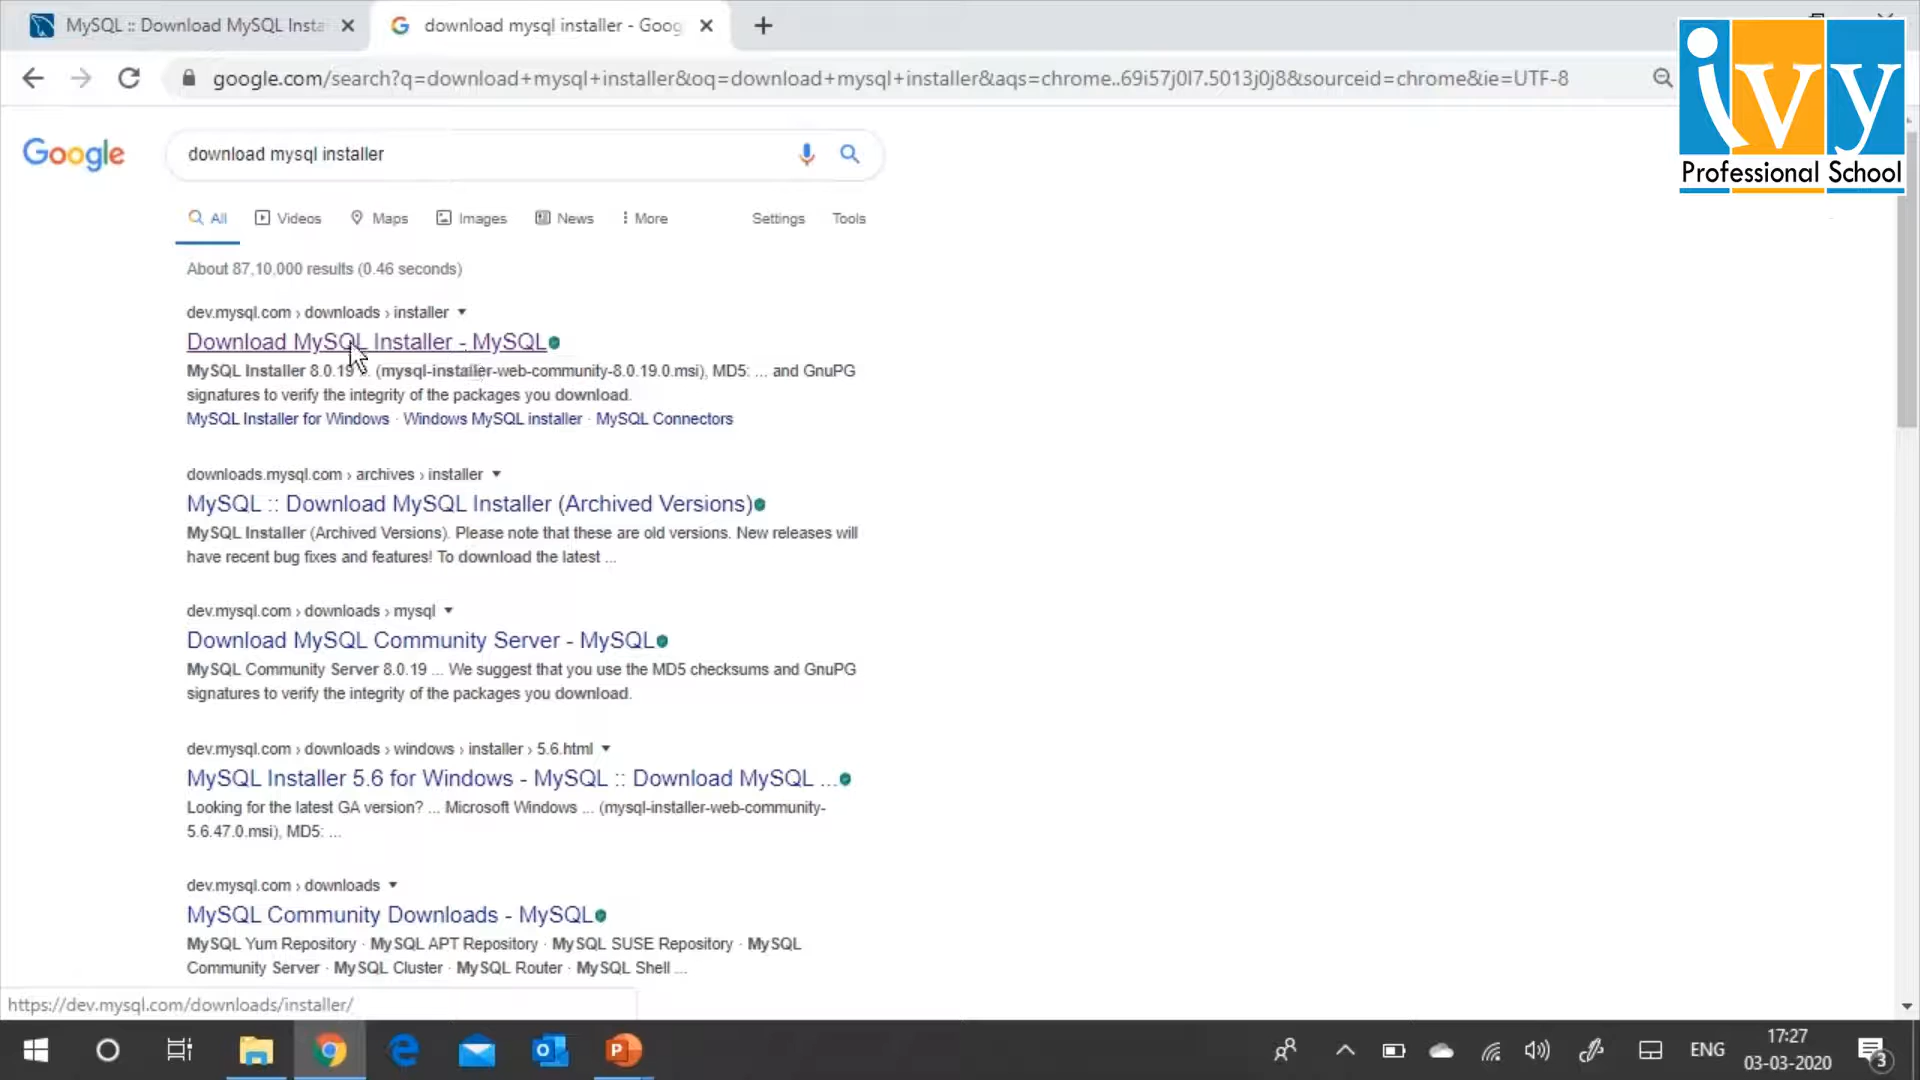 MySQL :: Download MySQL Insta
download mysql installer - Goog
google.com/search?q=download+mysql+installer&oq=download+mysql+installer&aqs=chrome..69i57j0l7.5013j0j8&sourceid=chrome&ie=UTF-8
ivy
Professional School
Google
download mysql installer
All Videos Maps Images News More Settings Tools
About 87,10,000 results (0.46 seconds)
dev.mysql.com › downloads › installer
Download MySQL Installer - MySQL
MySQL Installer 8.0.19 ... (mysql-installer-web-community-8.0.19.0.msi), MD5: ... and GnuPG
signatures to verify the integrity of the packages you download.
MySQL Installer for Windows · Windows MySQL installer · MySQL Connectors
downloads.mysql.com › archives › installer
MySQL :: Download MySQL Installer (Archived Versions)
MySQL Installer (Archived Versions). Please note that these are old versions. New releases will
have recent bug fixes and features! To download the latest ...
dev.mysql.com › downloads › mysql
Download MySQL Community Server - MySQL
MySQL Community Server 8.0.19 ... We suggest that you use the MD5 checksums and GnuPG
signatures to verify the integrity of the packages you download.
dev.mysql.com › downloads › windows › installer › 5.6.html
MySQL Installer 5.6 for Windows - MySQL :: Download MySQL ...
Looking for the latest GA version? ... Microsoft Windows ... (mysql-installer-web-community-
5.6.47.0.msi), MD5: ...
dev.mysql.com › downloads
MySQL Community Downloads - MySQL
MySQL Yum Repository · MySQL APT Repository · MySQL SUSE Repository · MySQL
Community Server · MySQL Cluster · MySQL Router · MySQL Shell ...
https://dev.mysql.com/downloads/installer/
ENG
17:27
03-03-2020
3